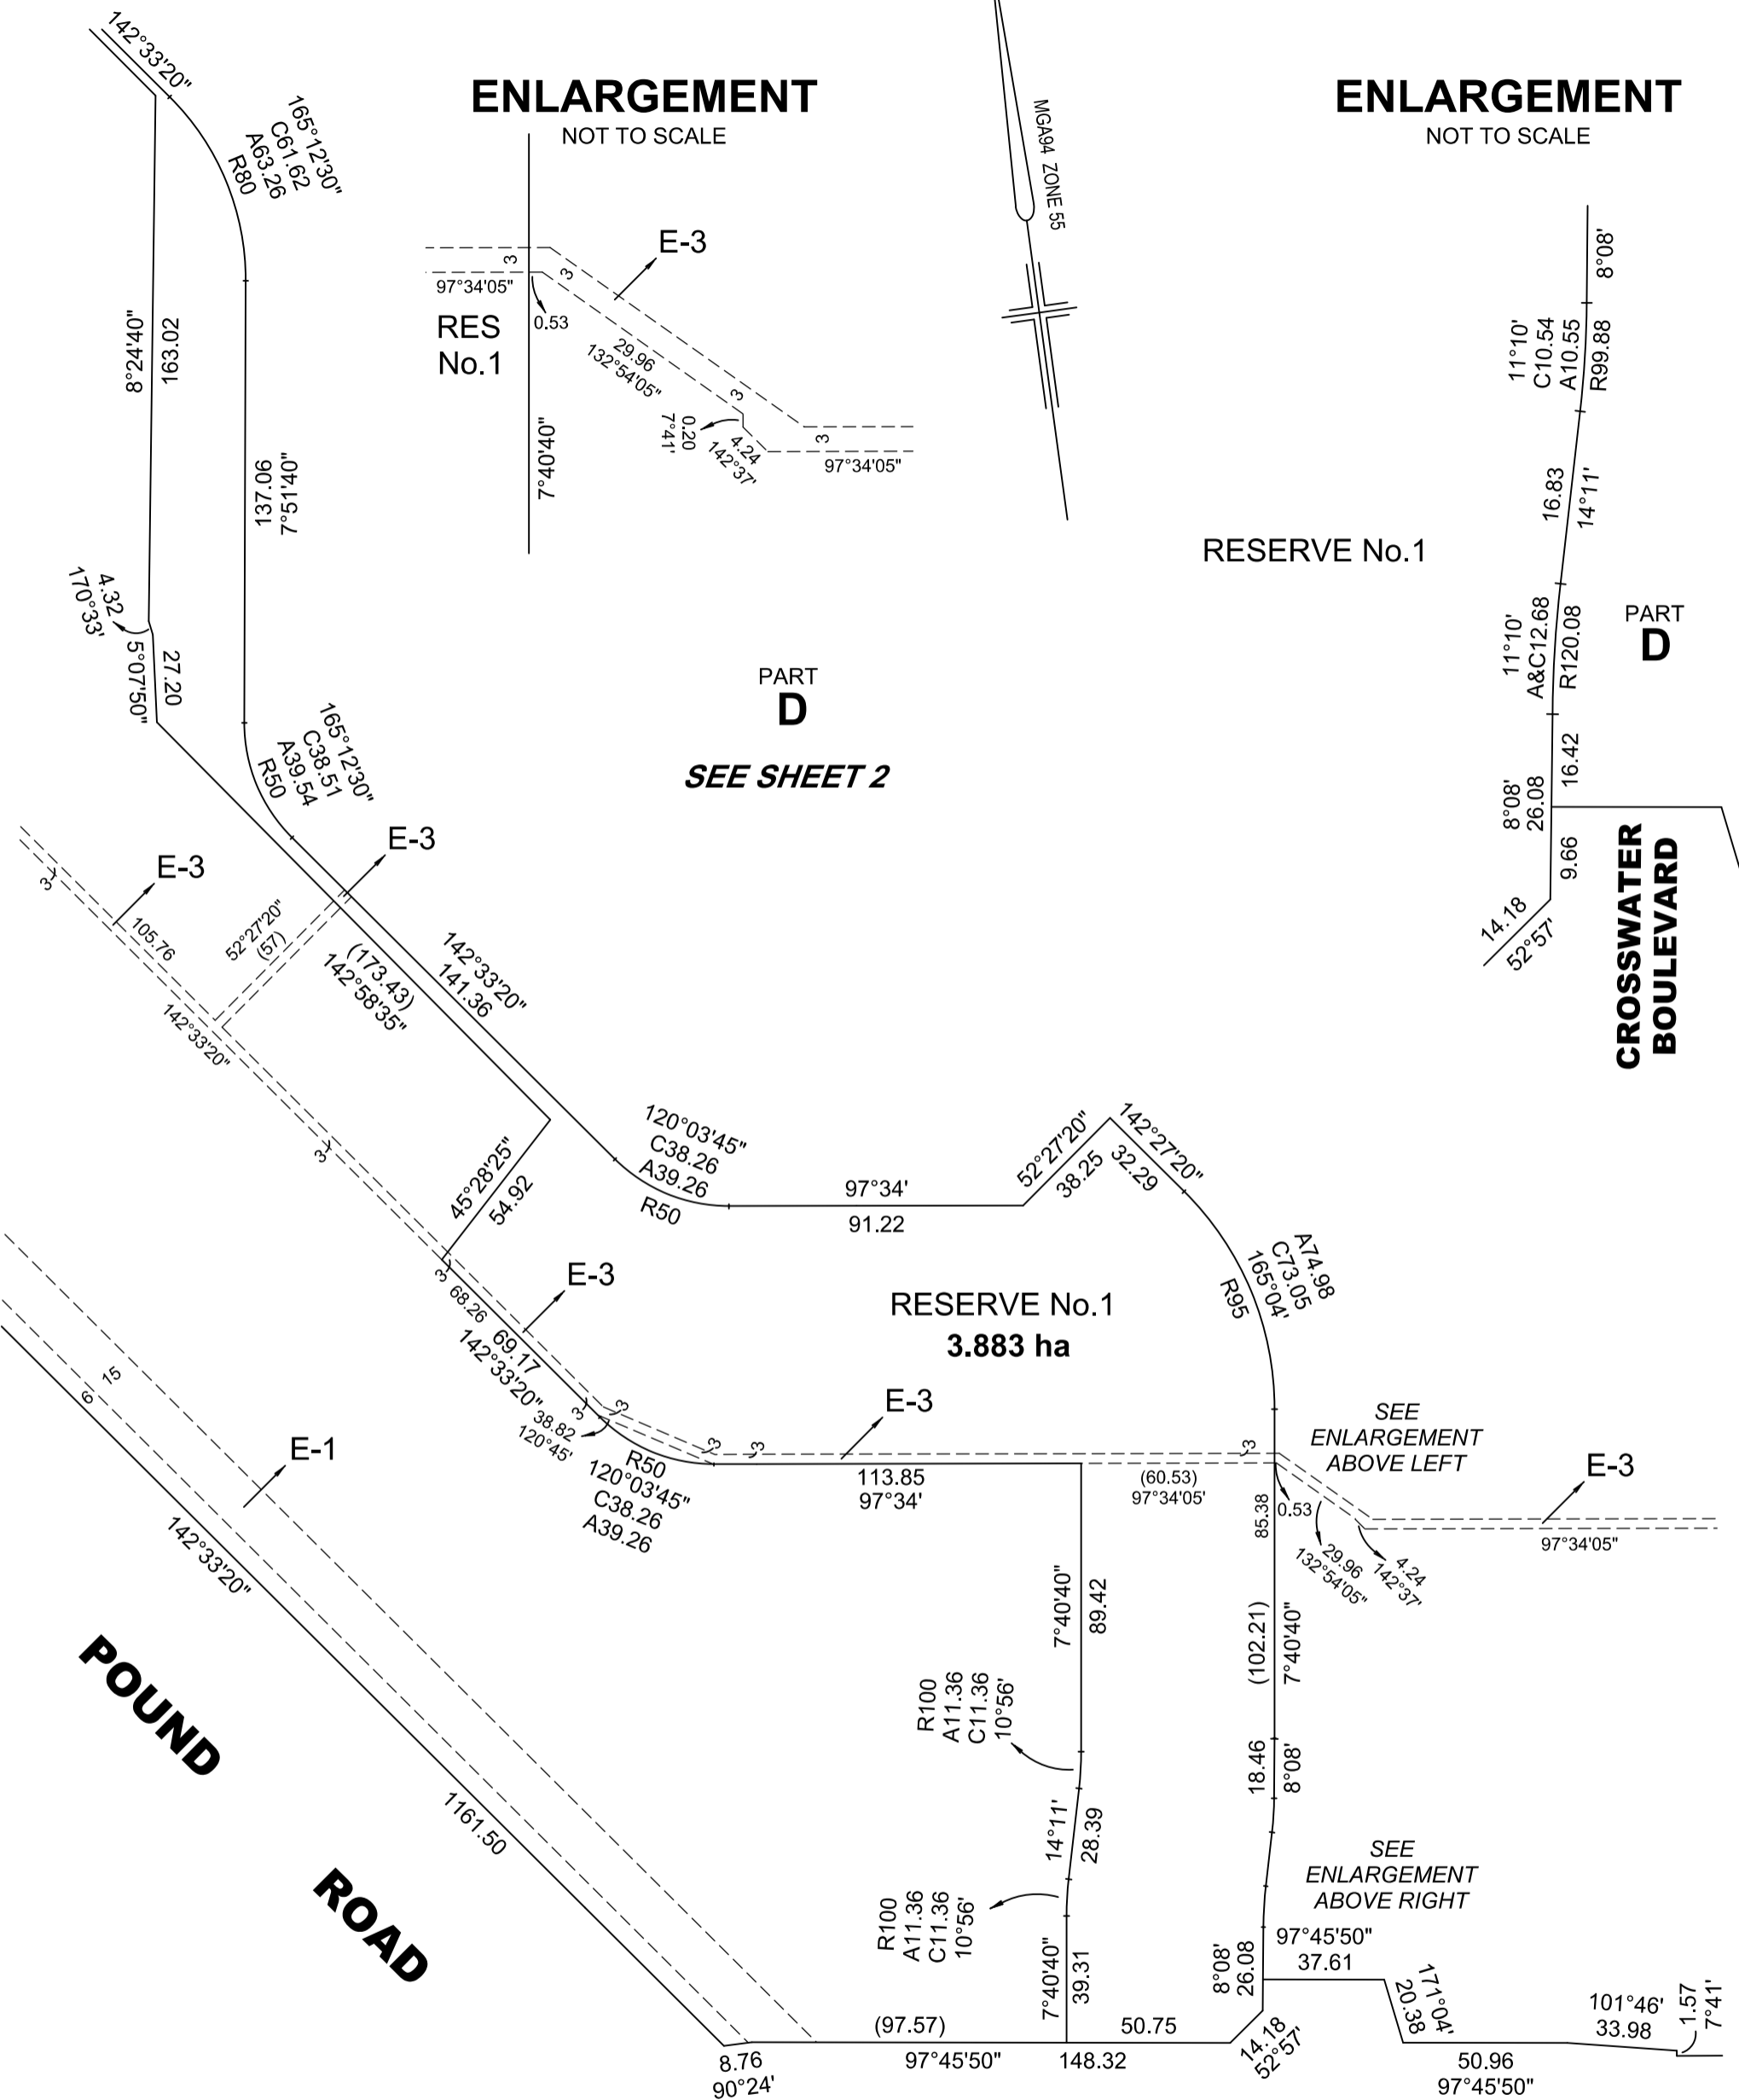 142°33'20"
ENLARGEMENT
NOT TO SCALE
MGA94 ZONE 55
ENLARGEMENT
NOT TO SCALE
165°12'30"
C61.62
A63.26
R80
8°24'40"
163.02
137.06
7°51'40"
3
3
E-3
97°34'05"
0.53
RES
No.1
29.96
132°54'05"
3
0.20
7°41'
4.24
142°37'
3
97°34'05"
7°40'40"
8°08'
11°10'
C10.54
A10.55
R99.88
16.83
14°11'
RESERVE No.1
11°10'
A&C12.68
R120.08
PART
D
16.42
8°08'
26.08
9.66
14.18
52°57'
CROSSWATER
BOULEVARD
4.32
170°33'
5°07'50"
27.20
PART
D
SEE SHEET 2
165°12'30"
C38.51
A39.54
R50
E-3
E-3
3
105.76
52°27'20"
(57)
142°33'20"
(173.43)
142°58'35"
142°33'20"
141.36
3
45°28'25"
54.92
120°03'45"
C38.26
A39.26
R50
97°34'
91.22
52°27'20"
38.25
142°27'20"
32.29
A74.98
C73.05
165°04'
R95
RESERVE No.1
3.883 ha
E-3
3
68.26
69.17
142°33'20"
3
3
38.82
120°45'
R50
120°03'45"
C38.26
A39.26
3
3
E-3
113.85
97°34'
3
(60.53)
97°34'05'
SEE
ENLARGEMENT
ABOVE LEFT
E-3
85.38
0.53
29.96
132°54'05"
4.24
142°37'
97°34'05"
15
6
E-1
142°33'20"
1161.50
POUND
ROAD
7°40'40"
89.42
(102.21)
7°40'40"
R100
A11.36
C11.36
10°56'
18.46
8°08'
14°11'
28.39
R100
A11.36
C11.36
10°56'
7°40'40"
39.31
SEE
ENLARGEMENT
ABOVE RIGHT
8°08'
26.08
97°45'50"
37.61
171°04'
20.38
101°46'
33.98
1.57
7°41'
(97.57)
50.75
14.18
52°57'
8.76
90°24'
97°45'50"
148.32
50.96
97°45'50"